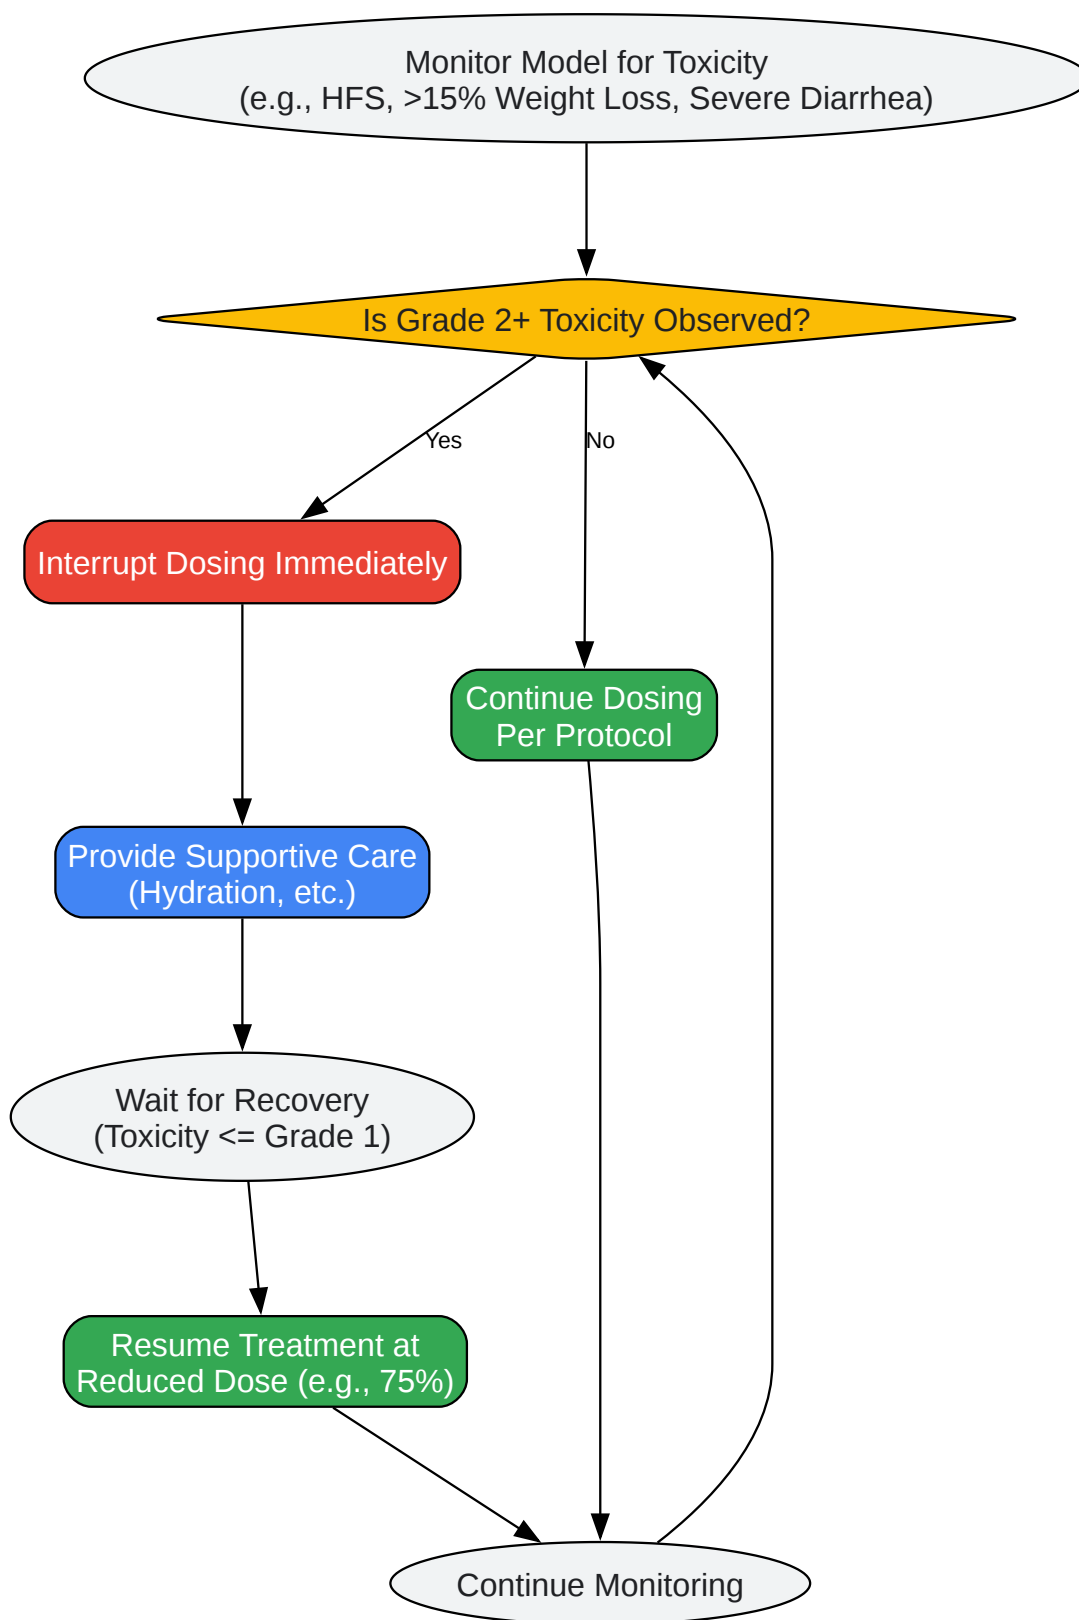 Monitor Model for Toxicity
(e.g., HFS, >15% Weight Loss, Severe Diarrhea)
Is Grade 2+ Toxicity Observed?
Yes
No
Interrupt Dosing Immediately
Continue Dosing
Per Protocol
Provide Supportive Care
(Hydration, etc.)
Wait for Recovery
(Toxicity <= Grade 1)
Resume Treatment at
Reduced Dose (e.g., 75%)
Continue Monitoring